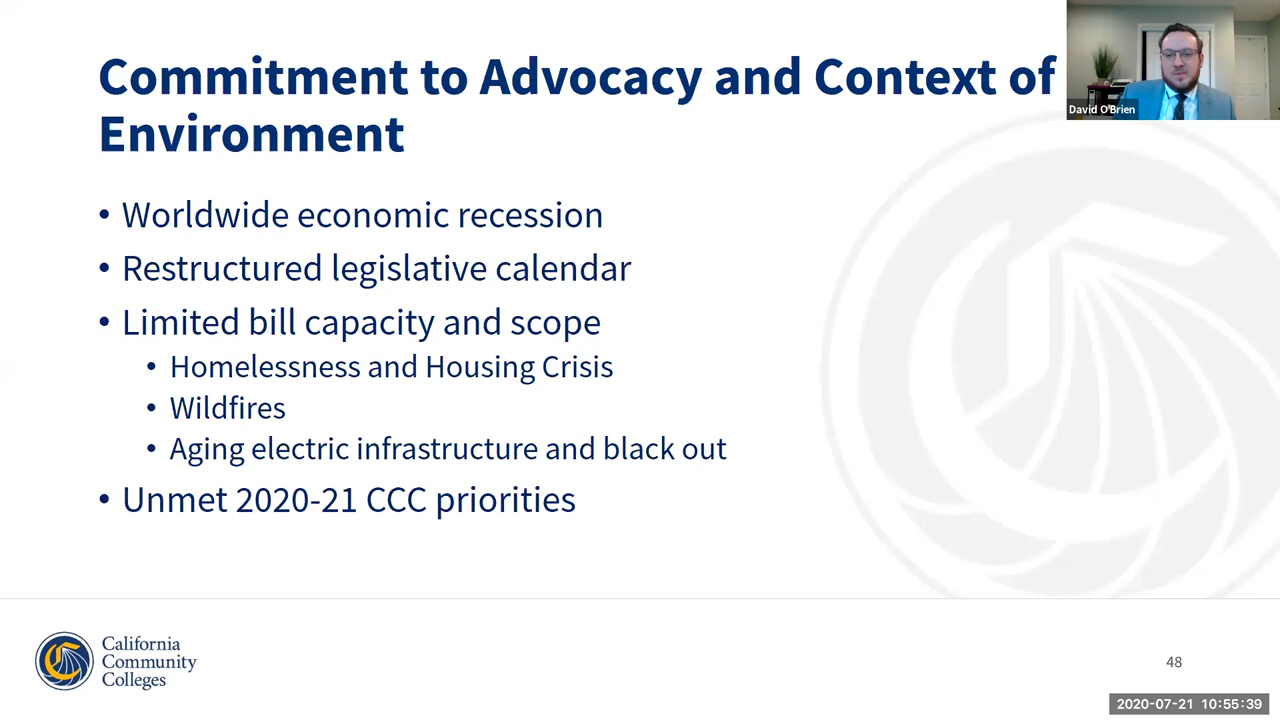 Commitment to Advocacy and Context of
Environment
David O'Brien
• Worldwide economic recession
• Restructured legislative calendar
• Limited bill capacity and scope
• Homelessness and Housing Crisis
• Wildfires
• Aging electric infrastructure and black out
• Unmet 2020-21 CCC priorities
California
Community
Colleges
48
2020-07-21 10:55:39